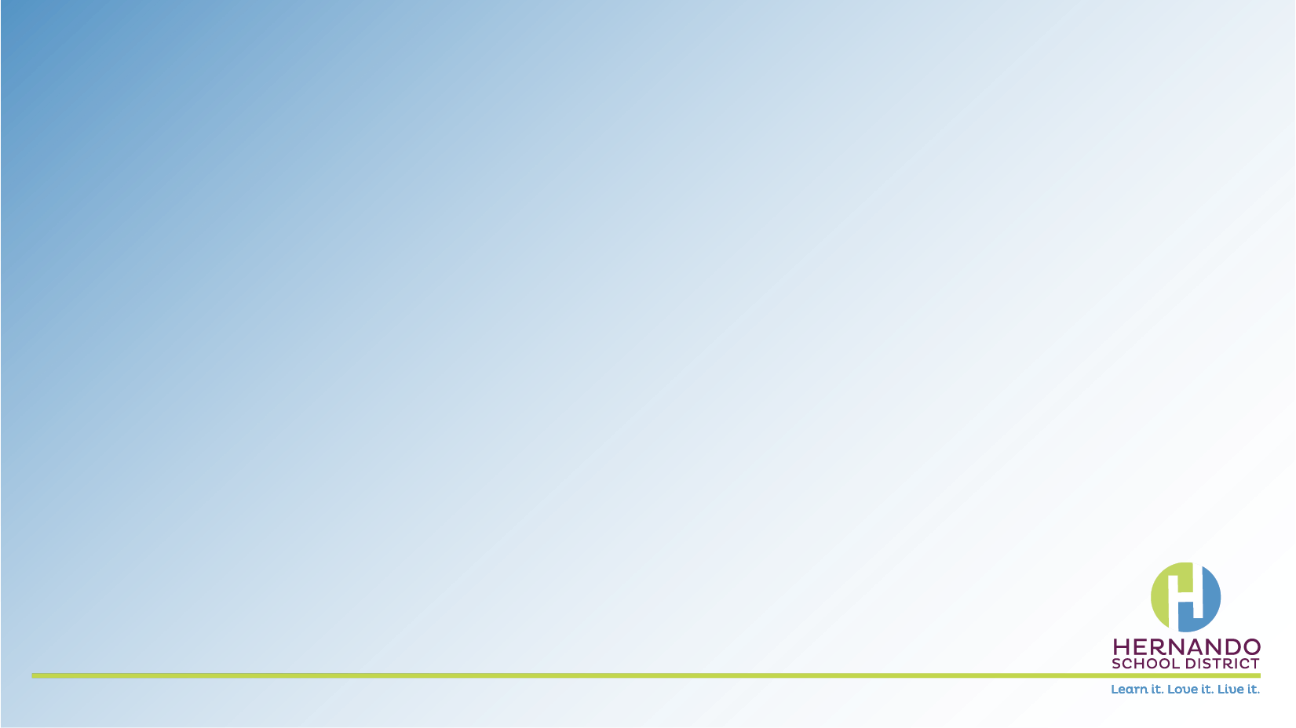 HERNANDO
SCHOOL DISTRICT
Learn it. Love it. Live it.